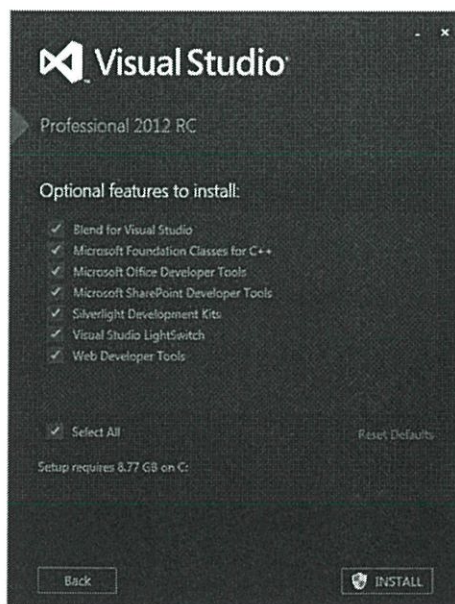 Visual Studio
Professional 2012 RC
Optional features to install:
Blend for Visual Studio
Microsoft Foundation Classes for C++
Microsoft Office Developer Tools
Microsoft SharePoint Developer Tools
Silverlight Development Kits
Visual Studio LightSwitch
Web Developer Tools
Select All
Reset Defaults
Setup requires 8.77 GB on C:
Back
INSTALL